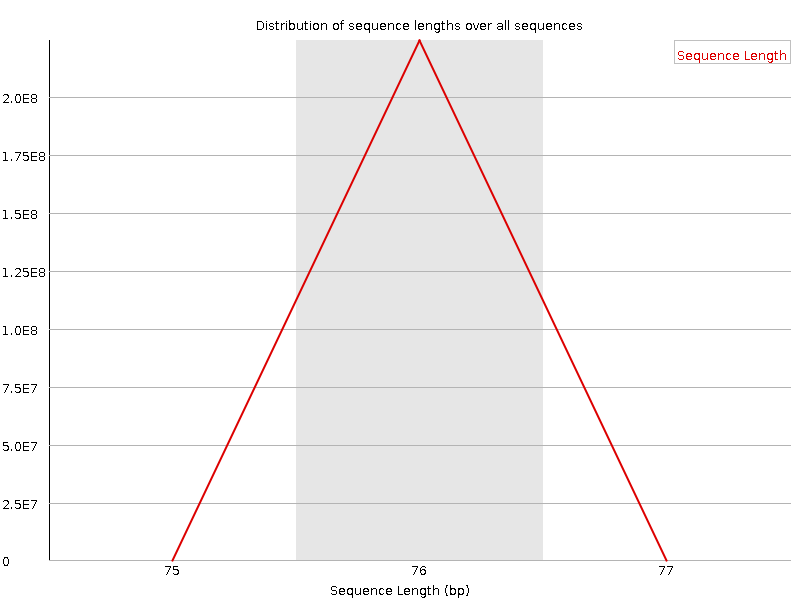 Distribution of sequence lengths over all sequences
Sequence Length
2.0E8
1.75E8
1.5E8
1.25E8
1.0E8
7.5E7
5.0E7
2.5E7
0
75 76 77
Sequence Length (bp)